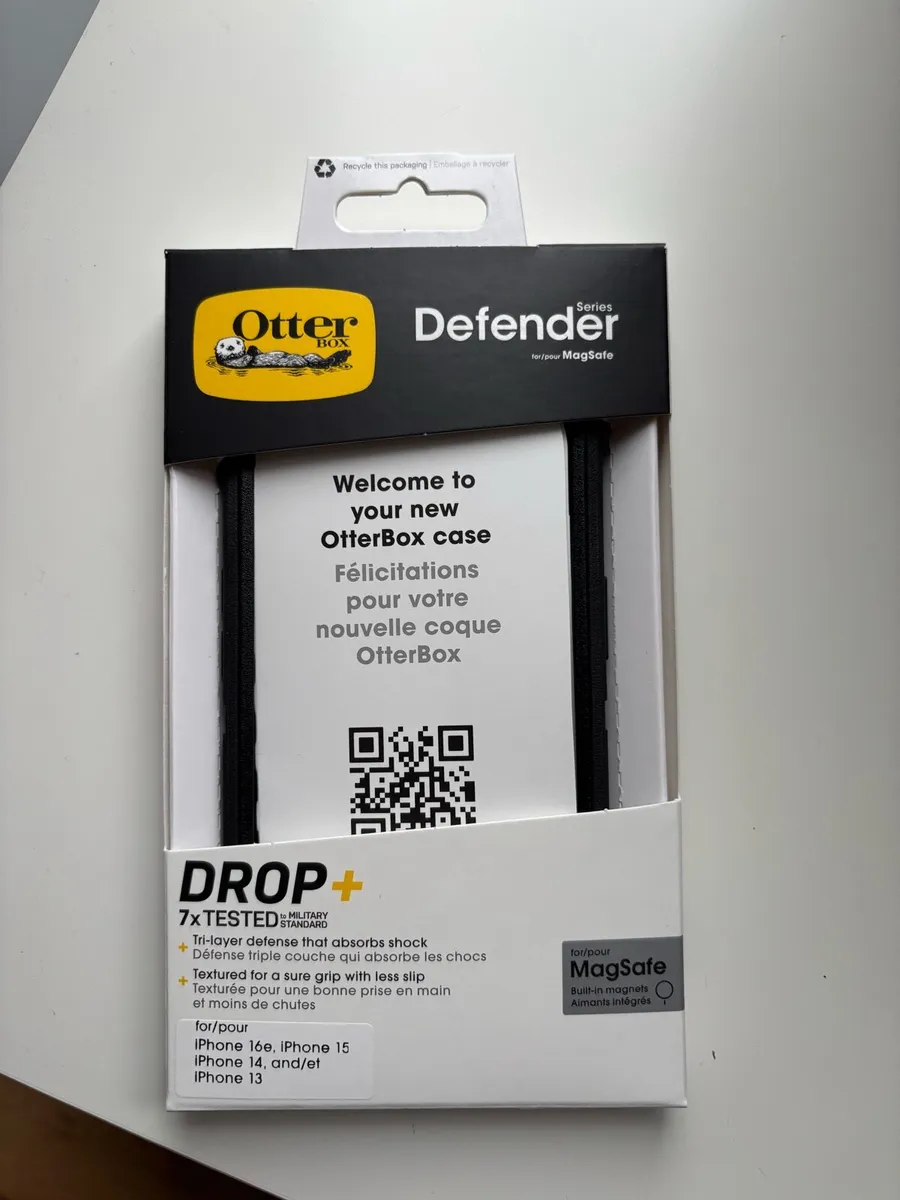 Recycle this packaging | Emballage à recycler
Otter
BOX
Series
Defender
for/pour MagSafe
Welcome to
your new
OtterBox case
Félicitations
pour votre
nouvelle coque
OtterBox
DROP+
7x TESTED to MILITARY
STANDARD
+ Tri-layer defense that absorbs shock
Défense triple couche qui absorbe les chocs
+ Textured for a sure grip with less slip
Texturée pour une bonne prise en main
et moins de chutes
for/pour
MagSafe
Built-in magnets
Aimants intégrés
for/pour
iPhone 16e, iPhone 15
iPhone 14, and/et
iPhone 13